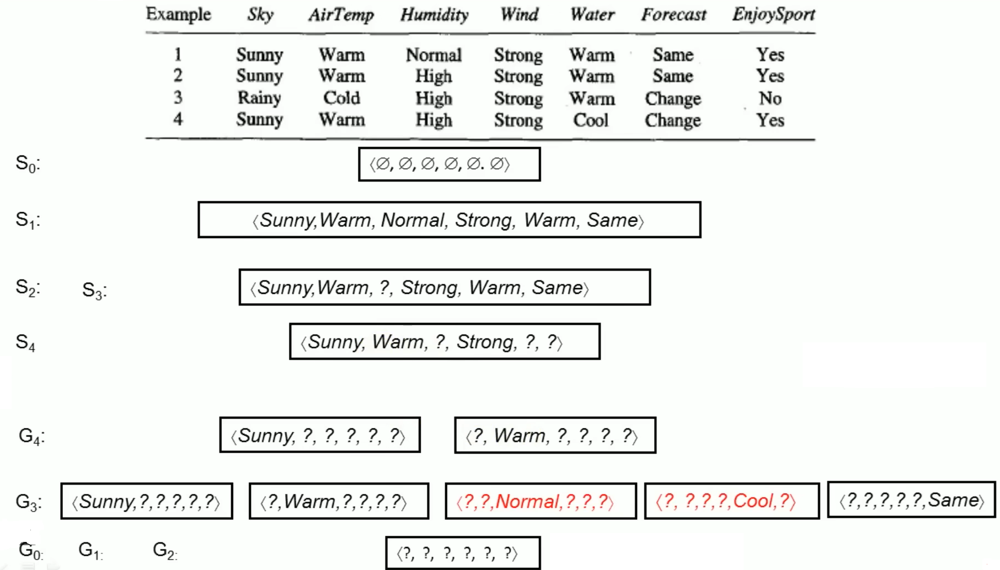 Example Sky AirTemp Humidity Wind Water Forecast EnjoySport
1 Sunny Warm Normal Strong Warm Same Yes
2 Sunny Warm High Strong Warm Same Yes
3 Rainy Cold High Strong Warm Change No
4 Sunny Warm High Strong Cool Change Yes
S₀: ⟨∅, ∅, ∅, ∅, ∅. ∅⟩
S₁: ⟨Sunny,Warm, Normal, Strong, Warm, Same⟩
S₂: S₃: ⟨Sunny,Warm, ?, Strong, Warm, Same⟩
S₄ ⟨Sunny, Warm, ?, Strong, ?, ?⟩
G₄: ⟨Sunny, ?, ?, ?, ?, ?⟩ ⟨?, Warm, ?, ?, ?, ?⟩
G₃: ⟨Sunny,?,?,?,?,?⟩ ⟨?,Warm,?,?,?,?⟩ ⟨?,?,Normal,?,?,?⟩ ⟨?, ?,?,?,Cool,?⟩ ⟨?,?,?,?,?,Same⟩
G₀: G₁: G₂: ⟨?, ?, ?, ?, ?, ?⟩